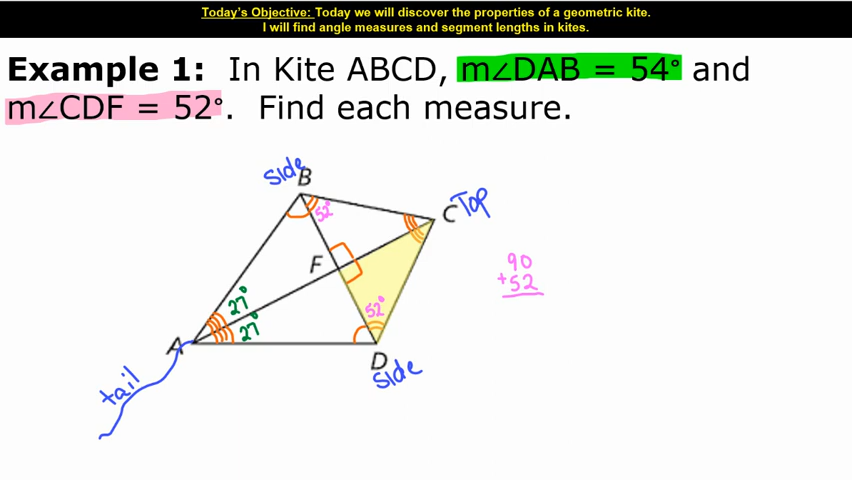 Today's Objective: Today we will discover the properties of a geometric kite.
I will find angle measures and segment lengths in kites.
Example 1: In Kite ABCD, m∠DAB = 54° and
m∠CDF = 52°. Find each measure.
Side
B
52°
C Top
F
90
+52
27°
27°
52°
A
D
Side
tail